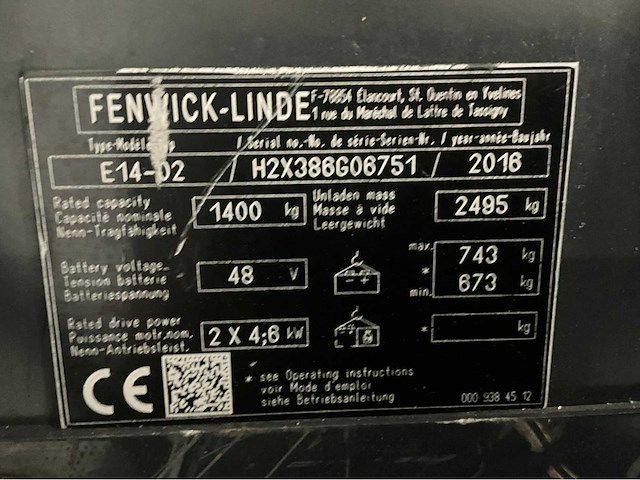 FENWICK-LINDE F-78854 Élancourt, St. Quentin en Yvelines
1 rue du Maréchal de Lattre de Tassigny
Type-Modèle-Typ / Serial no.-No. de série-Serien-Nr. / year-année-Baujahr
E14-02 / H2X386G06751 / 2016
Rated capacity
Capacité nominale
Nenn-Tragfähigkeit
1400 kg
Unladen mass
Masse à vide
Leergewicht
2495 kg
Battery voltage
Tension batterie
Batteriespannung
48 V
- +
max. 743 kg
*
min. 673 kg
Rated drive power
Puissance motr.nom.
Nenn-Antriebsleist.
2 X 4,6 kW
* kg
CE
* see Operating instructions
voir Mode d'emploi
siehe Betriebsanleitung
000 938 45 12